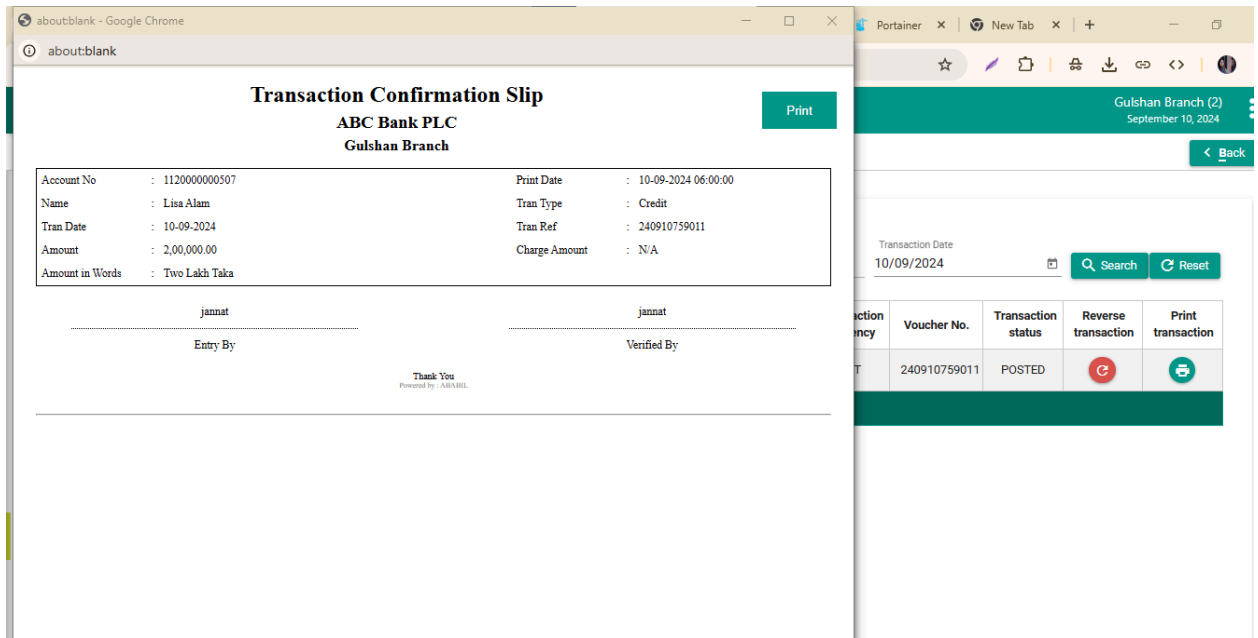 about:blank - Google Chrome
about:blank
Portainer
New Tab
Transaction Confirmation Slip
ABC Bank PLC
Gulshan Branch
Print
Gulshan Branch (2)
September 10, 2024
Back
Account No : 1120000000507 Print Date : 10-09-2024 06:00:00
Name : Lisa Alam Tran Type : Credit
Tran Date : 10-09-2024 Tran Ref : 240910759011
Amount : 2,00,000.00 Charge Amount : N/A
Amount in Words : Two Lakh Taka
jannat jannat
Entry By Verified By
Thank You
Powered by : ABABIL
Transaction Date
10/09/2024
Search
Reset
Voucher No. Transaction status Reverse transaction Print transaction
240910759011 POSTED